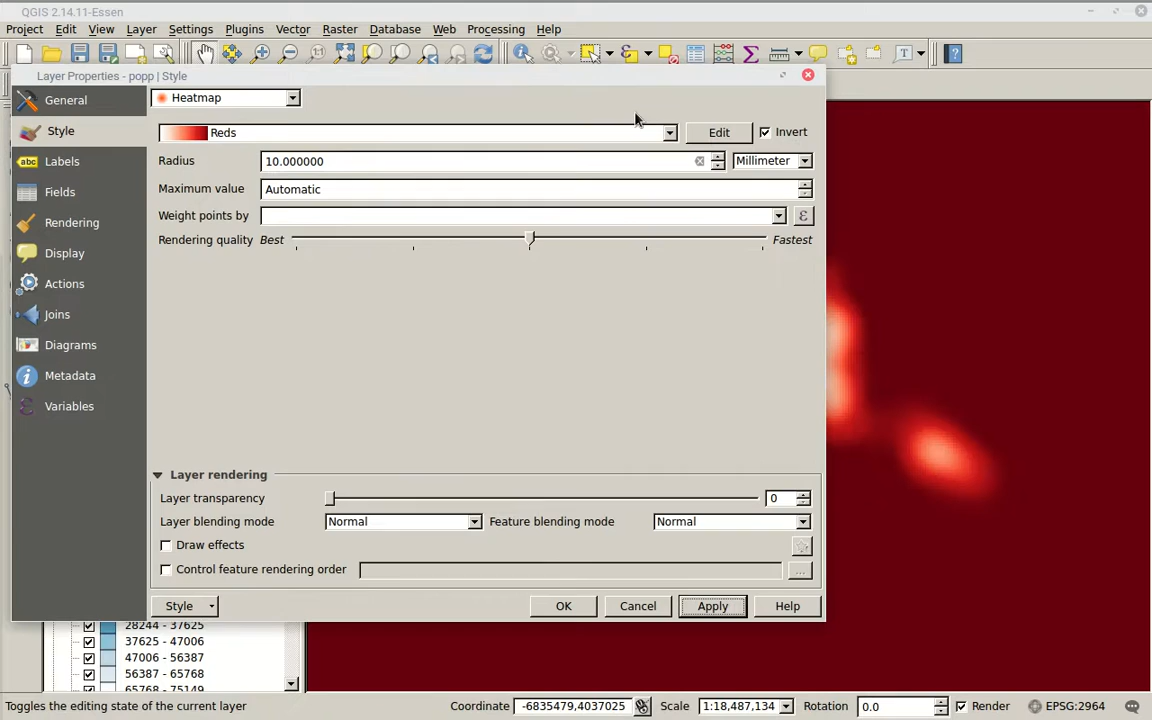 QGIS 2.14.11-Essen
Project Edit View Layer Settings Plugins Vector Raster Database Web Processing Help
Layer Properties - popp | Style
General
Style
Labels
Fields
Rendering
Display
Actions
Joins
Diagrams
Metadata
Variables
Heatmap
Reds Edit Invert
Radius 10.000000 Millimeter
Maximum value Automatic
Weight points by ε
Rendering quality Best Fastest
Layer rendering
Layer transparency 0
Layer blending mode Normal Feature blending mode Normal
Draw effects
Control feature rendering order ...
Style OK Cancel Apply Help
28244 - 37625
37625 - 47006
47006 - 56387
56387 - 65768
65768 - 75149
Toggles the editing state of the current layer Coordinate -6835479,4037025 Scale 1:18,487,134 Rotation 0.0 Render EPSG:2964